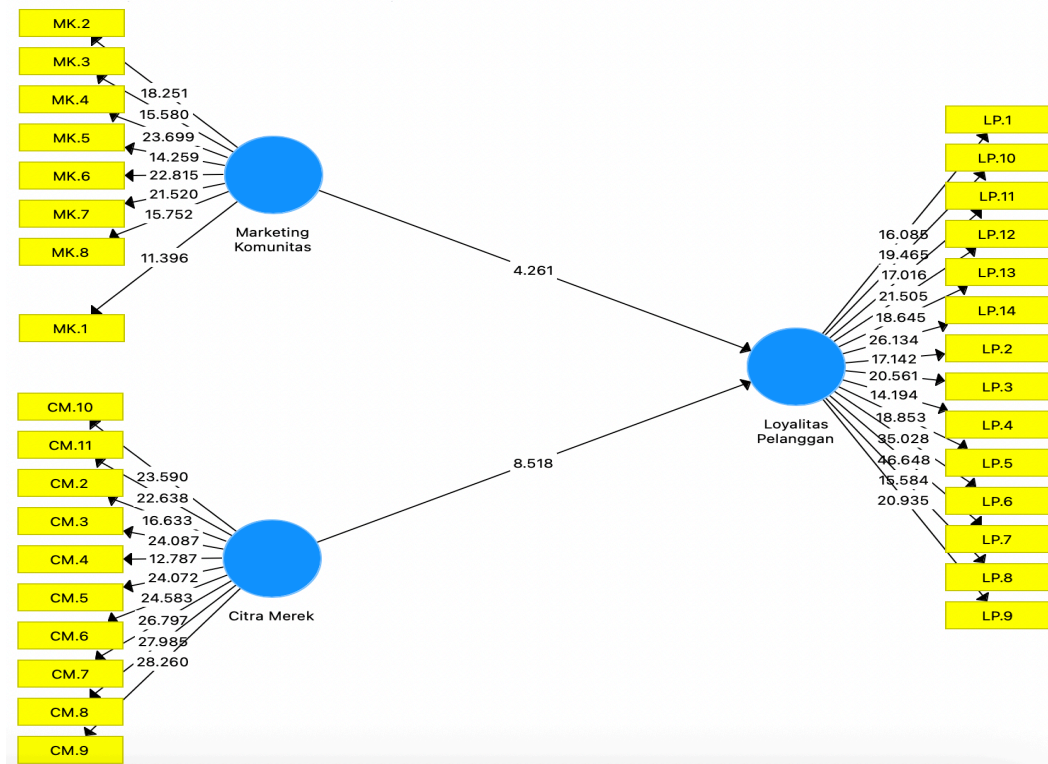 MK.2
MK.3
MK.4
MK.5
MK.6
MK.7
MK.8
MK.1
18.251
15.580
23.699
14.259
22.815
21.520
15.752
11.396
Marketing
Komunitas
4.261
CM.10
CM.11
CM.2
CM.3
CM.4
CM.5
CM.6
CM.7
CM.8
CM.9
23.590
22.638
16.633
24.087
12.787
24.072
24.583
26.797
27.985
28.260
Citra Merek
8.518
Loyalitas
Pelanggan
16.085
19.465
17.016
21.505
18.645
26.134
17.142
20.561
14.194
18.853
35.028
46.648
15.584
20.935
LP.1
LP.10
LP.11
LP.12
LP.13
LP.14
LP.2
LP.3
LP.4
LP.5
LP.6
LP.7
LP.8
LP.9